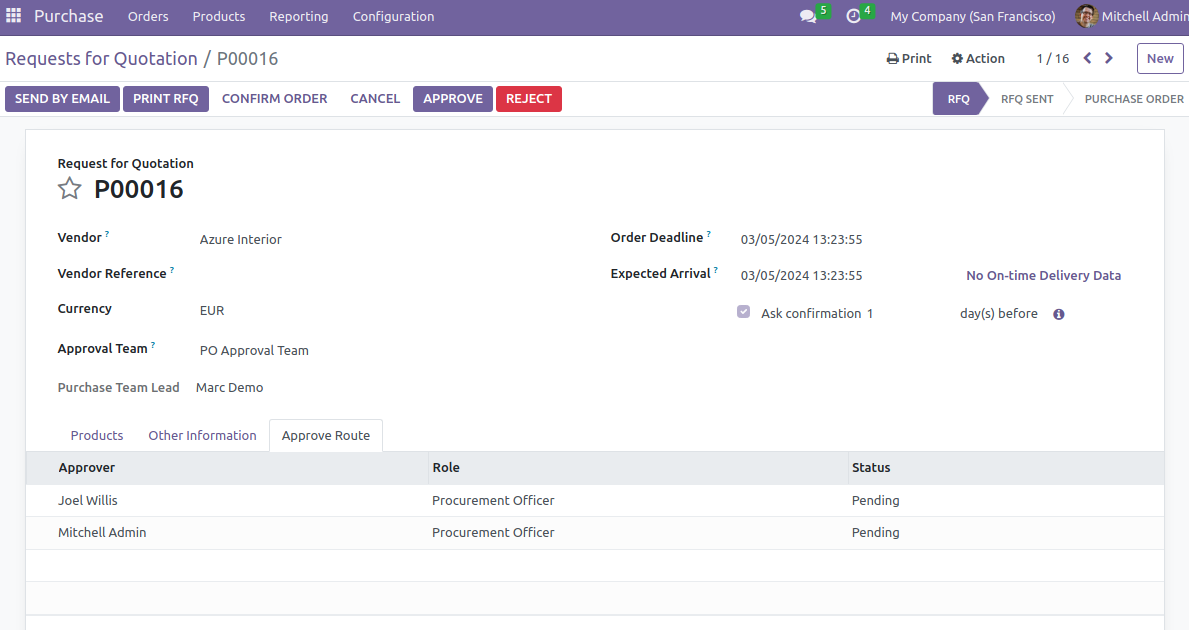 Purchase Orders Products Reporting Configuration 5 4 My Company (San Francisco) Mitchell Admin
Requests for Quotation / P00016 Print Action 1 / 16 New
SEND BY EMAIL PRINT RFQ CONFIRM ORDER CANCEL APPROVE REJECT RFQ RFQ SENT PURCHASE ORDER
Request for Quotation
P00016
Vendor ? Azure Interior Order Deadline ? 03/05/2024 13:23:55
Vendor Reference ? Expected Arrival ? 03/05/2024 13:23:55 No On-time Delivery Data
Currency EUR Ask confirmation 1 day(s) before
Approval Team ? PO Approval Team
Purchase Team Lead Marc Demo
Products Other Information Approve Route
Approver Role Status
Joel Willis Procurement Officer Pending
Mitchell Admin Procurement Officer Pending